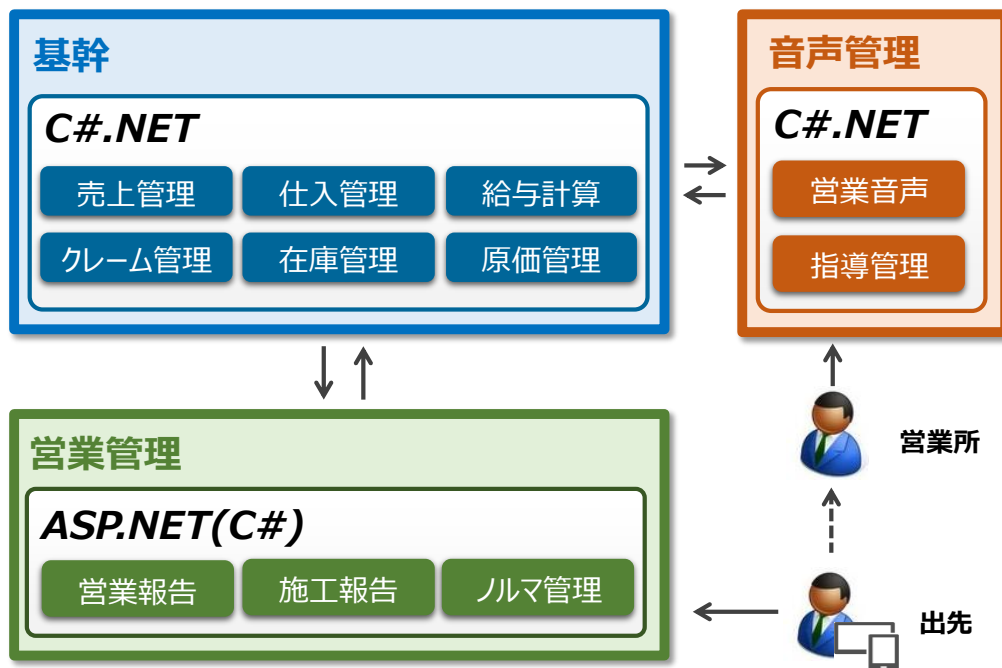 基幹
C#.NET
売上管理
仕入管理
給与計算
クレーム管理
在庫管理
原価管理
音声管理
C#.NET
営業音声
指導管理
営業管理
ASP.NET(C#)
営業報告
施工報告
ノルマ管理
営業所
出先